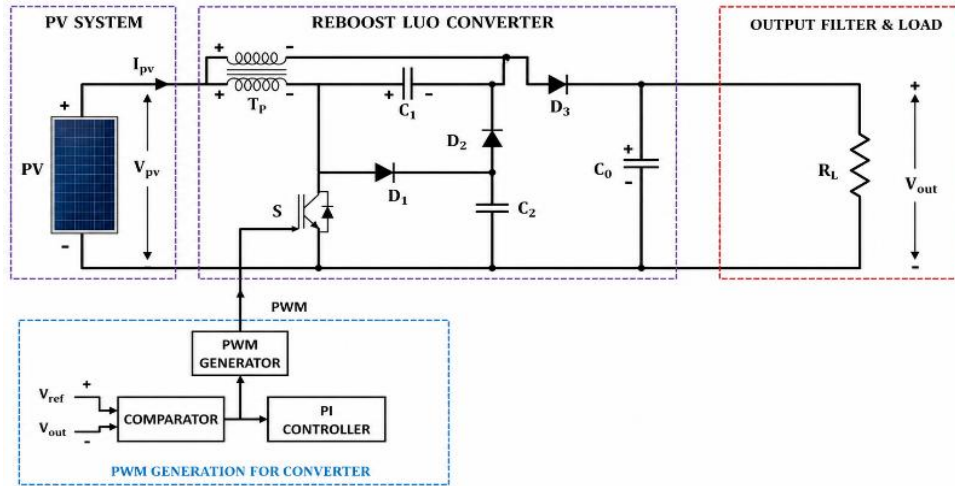 PV SYSTEM
REBOOST LUO CONVERTER
OUTPUT FILTER & LOAD
+ -
Ipv
+ TP -
+ C1 -
D3
+
PV
-
Vpv
D2
D1
S
C2
+
C0
-
RL
+
Vout
-
PWM
PWM
GENERATOR
Vref +
COMPARATOR
PI
CONTROLLER
Vout -
PWM GENERATION FOR CONVERTER